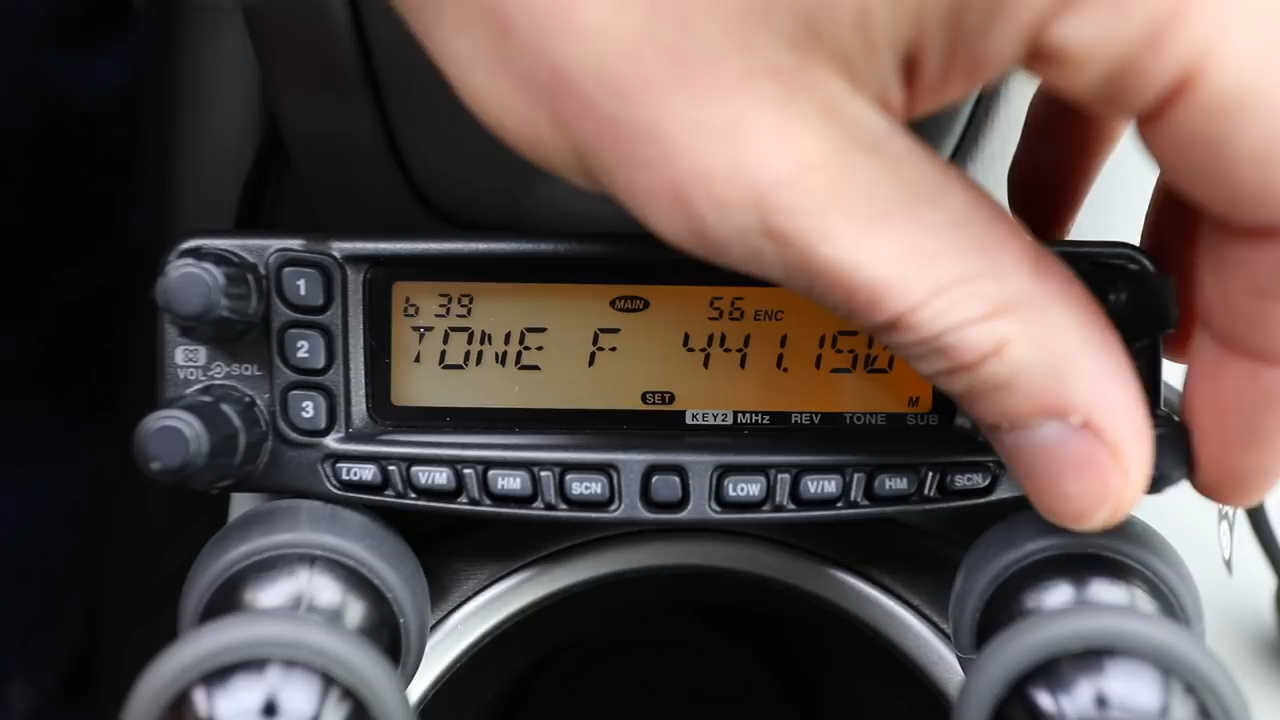 1
2
3
VOL SQL
b 39 MAIN 56 ENC
TONE F 441.150
SET M
KEY2 MHz REV TONE SUB
LOW V/M HM SCN LOW V/M HM SCN